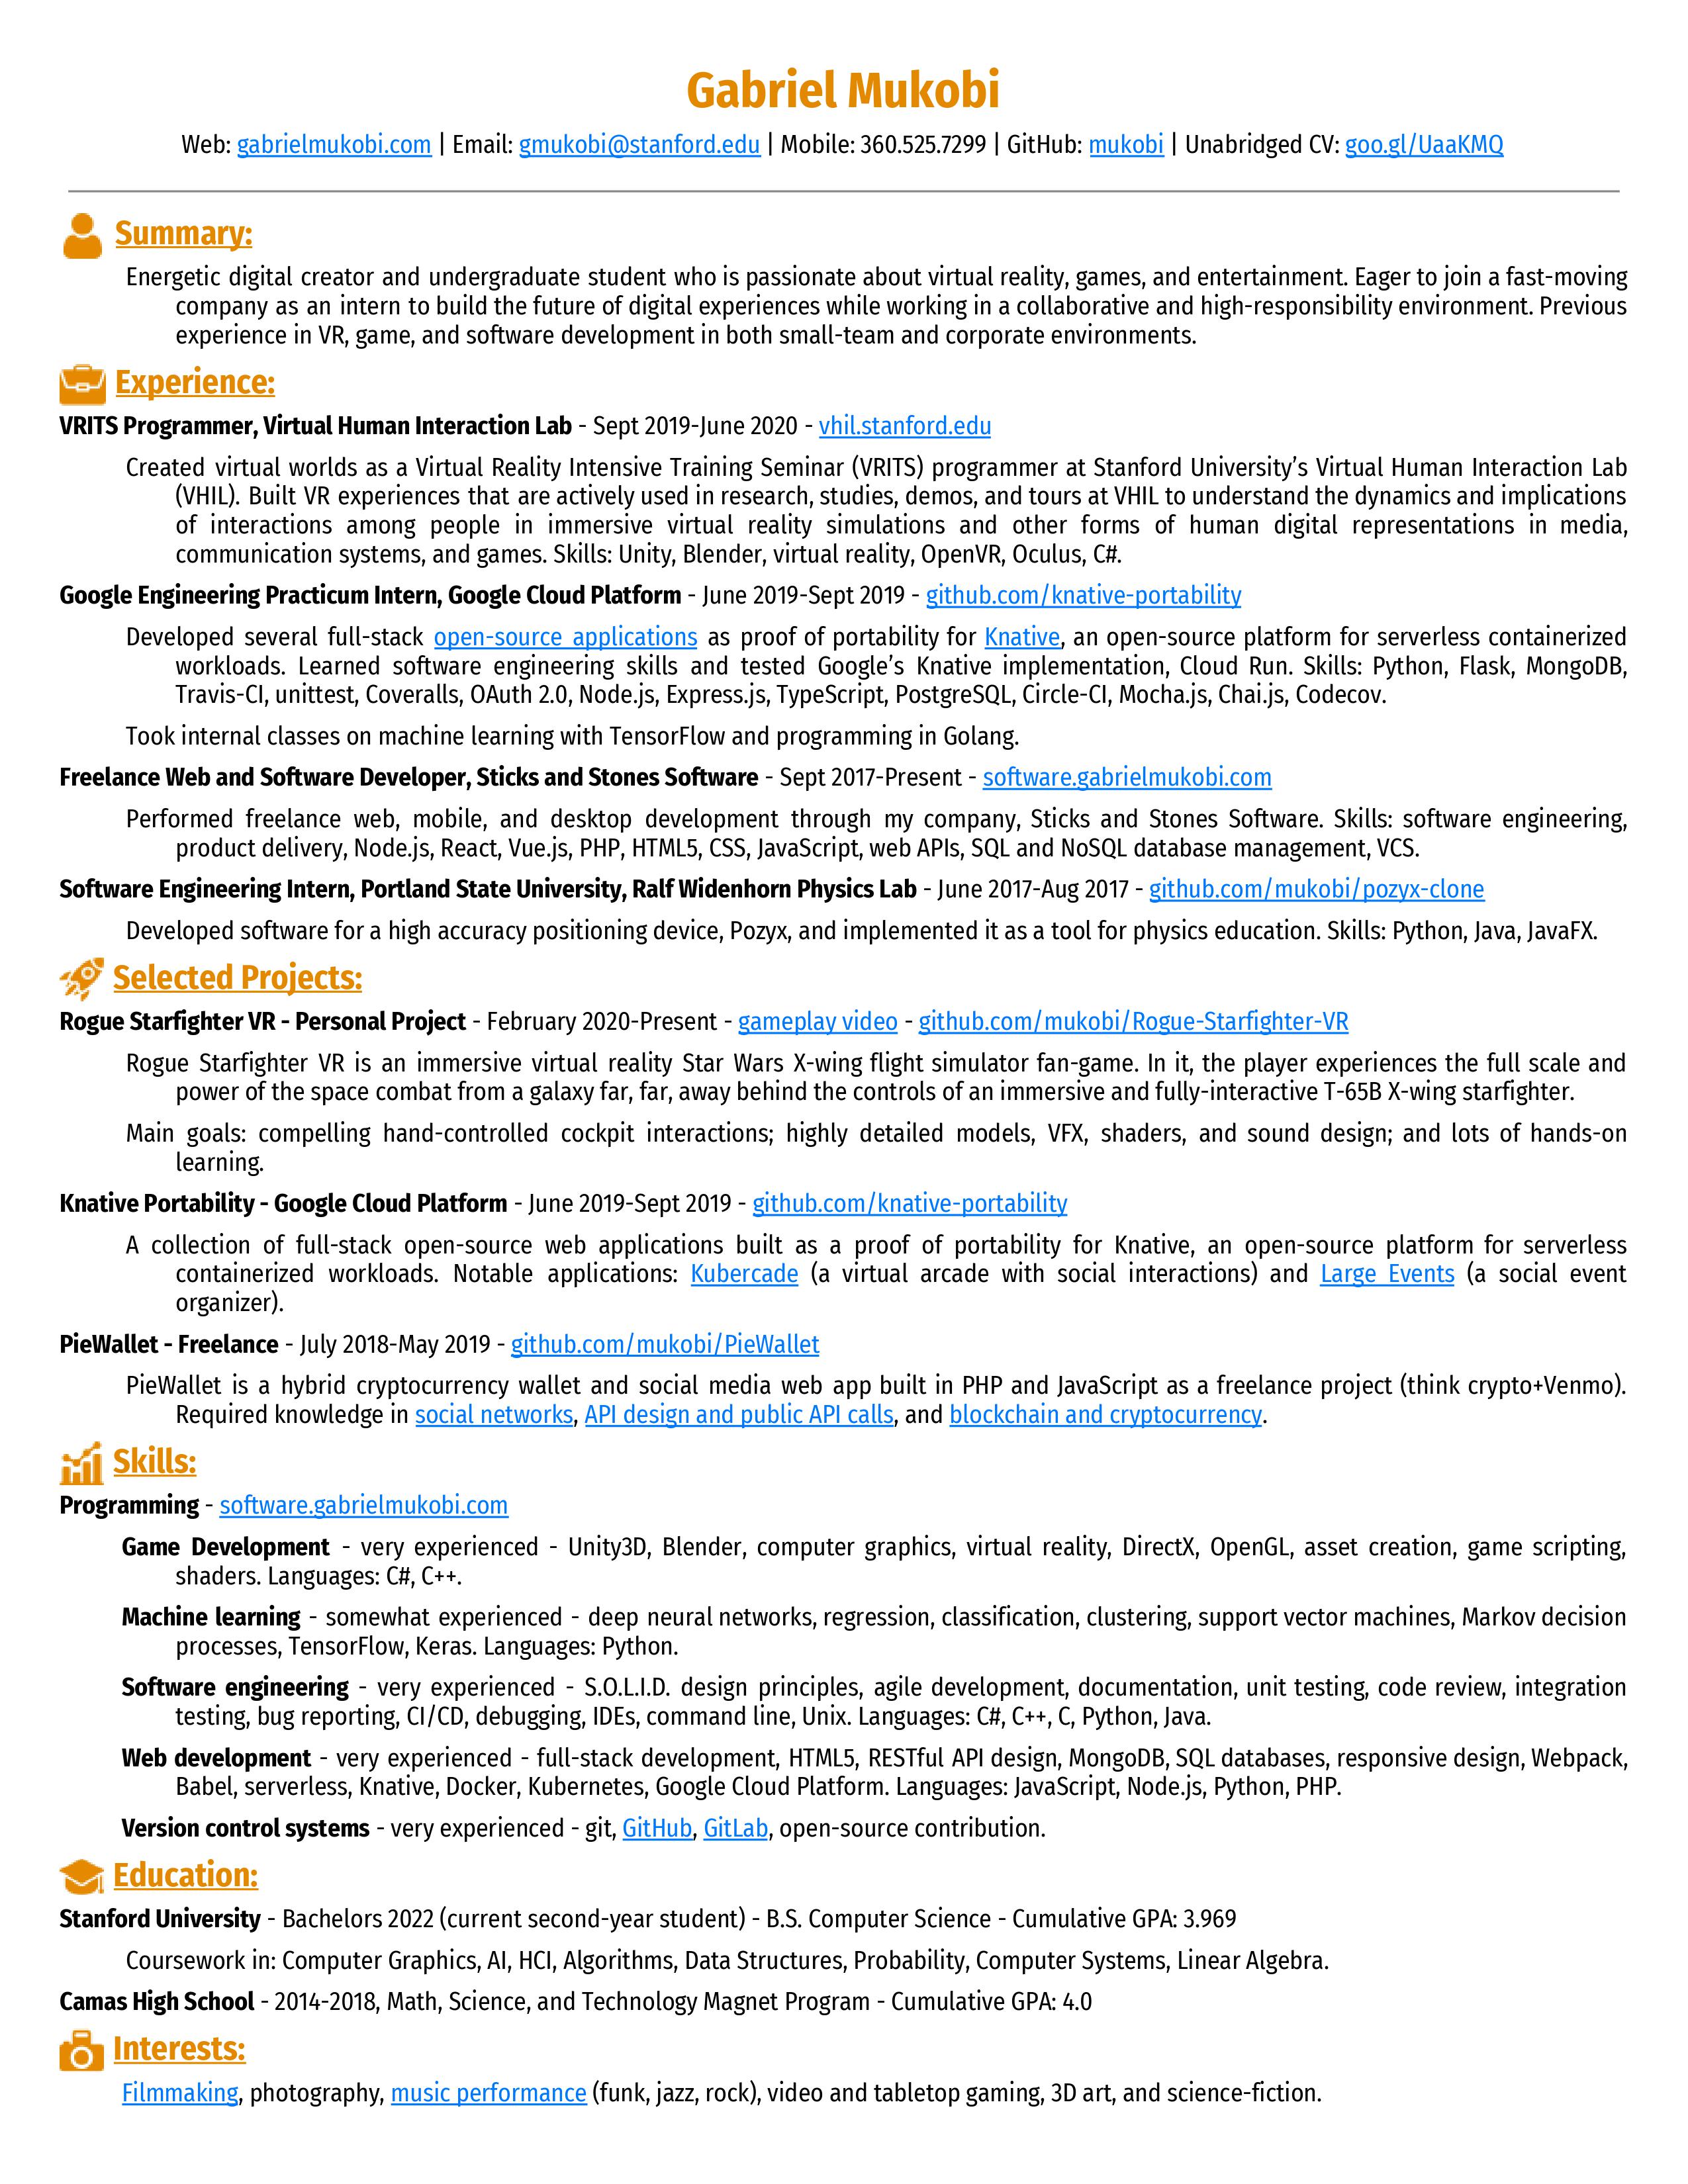 Gabriel Mukobi
Web: gabrielmukobi.com | Email: gmukobi@stanford.edu | Mobile: 360.525.7299 | GitHub: mukobi | Unabridged CV: goo.gl/UaaKMQ
Summary:
Energetic digital creator and undergraduate student who is passionate about virtual reality, games, and entertainment. Eager to join a fast-moving
company as an intern to build the future of digital experiences while working in a collaborative and high-responsibility environment. Previous
experience in VR, game, and software development in both small-team and corporate environments.
Experience:
VRITS Programmer, Virtual Human Interaction Lab - Sept 2019-June 2020 - vhil.stanford.edu
Created virtual worlds as a Virtual Reality Intensive Training Seminar (VRITS) programmer at Stanford University’s Virtual Human Interaction Lab
(VHIL). Built VR experiences that are actively used in research, studies, demos, and tours at VHIL to understand the dynamics and implications
of interactions among people in immersive virtual reality simulations and other forms of human digital representations in media,
communication systems, and games. Skills: Unity, Blender, virtual reality, OpenVR, Oculus, C#.
Google Engineering Practicum Intern, Google Cloud Platform - June 2019-Sept 2019 - github.com/knative-portability
Developed several full-stack open-source applications as proof of portability for Knative, an open-source platform for serverless containerized
workloads. Learned software engineering skills and tested Google’s Knative implementation, Cloud Run. Skills: Python, Flask, MongoDB,
Travis-CI, unittest, Coveralls, OAuth 2.0, Node.js, Express.js, TypeScript, PostgreSQL, Circle-CI, Mocha.js, Chai.js, Codecov.
Took internal classes on machine learning with TensorFlow and programming in Golang.
Freelance Web and Software Developer, Sticks and Stones Software - Sept 2017-Present - software.gabrielmukobi.com
Performed freelance web, mobile, and desktop development through my company, Sticks and Stones Software. Skills: software engineering,
product delivery, Node.js, React, Vue.js, PHP, HTML5, CSS, JavaScript, web APIs, SQL and NoSQL database management, VCS.
Software Engineering Intern, Portland State University, Ralf Widenhorn Physics Lab - June 2017-Aug 2017 - github.com/mukobi/pozyx-clone
Developed software for a high accuracy positioning device, Pozyx, and implemented it as a tool for physics education. Skills: Python, Java, JavaFX.
Selected Projects:
Rogue Starfighter VR - Personal Project - February 2020-Present - gameplay video - github.com/mukobi/Rogue-Starfighter-VR
Rogue Starfighter VR is an immersive virtual reality Star Wars X-wing flight simulator fan-game. In it, the player experiences the full scale and
power of the space combat from a galaxy far, far, away behind the controls of an immersive and fully-interactive T-65B X-wing starfighter.
Main goals: compelling hand-controlled cockpit interactions; highly detailed models, VFX, shaders, and sound design; and lots of hands-on
learning.
Knative Portability - Google Cloud Platform - June 2019-Sept 2019 - github.com/knative-portability
A collection of full-stack open-source web applications built as a proof of portability for Knative, an open-source platform for serverless
containerized workloads. Notable applications: Kubercade (a virtual arcade with social interactions) and Large Events (a social event
organizer).
PieWallet - Freelance - July 2018-May 2019 - github.com/mukobi/PieWallet
PieWallet is a hybrid cryptocurrency wallet and social media web app built in PHP and JavaScript as a freelance project (think crypto+Venmo).
Required knowledge in social networks, API design and public API calls, and blockchain and cryptocurrency.
Skills:
Programming - software.gabrielmukobi.com
Game Development - very experienced - Unity3D, Blender, computer graphics, virtual reality, DirectX, OpenGL, asset creation, game scripting,
shaders. Languages: C#, C++.
Machine learning - somewhat experienced - deep neural networks, regression, classification, clustering, support vector machines, Markov decision
processes, TensorFlow, Keras. Languages: Python.
Software engineering - very experienced - S.O.L.I.D. design principles, agile development, documentation, unit testing, code review, integration
testing, bug reporting, CI/CD, debugging, IDEs, command line, Unix. Languages: C#, C++, C, Python, Java.
Web development - very experienced - full-stack development, HTML5, RESTful API design, MongoDB, SQL databases, responsive design, Webpack,
Babel, serverless, Knative, Docker, Kubernetes, Google Cloud Platform. Languages: JavaScript, Node.js, Python, PHP.
Version control systems - very experienced - git, GitHub, GitLab, open-source contribution.
Education:
Stanford University - Bachelors 2022 (current second-year student) - B.S. Computer Science - Cumulative GPA: 3.969
Coursework in: Computer Graphics, AI, HCI, Algorithms, Data Structures, Probability, Computer Systems, Linear Algebra.
Camas High School - 2014-2018, Math, Science, and Technology Magnet Program - Cumulative GPA: 4.0
Interests:
Filmmaking, photography, music performance (funk, jazz, rock), video and tabletop gaming, 3D art, and science-fiction.